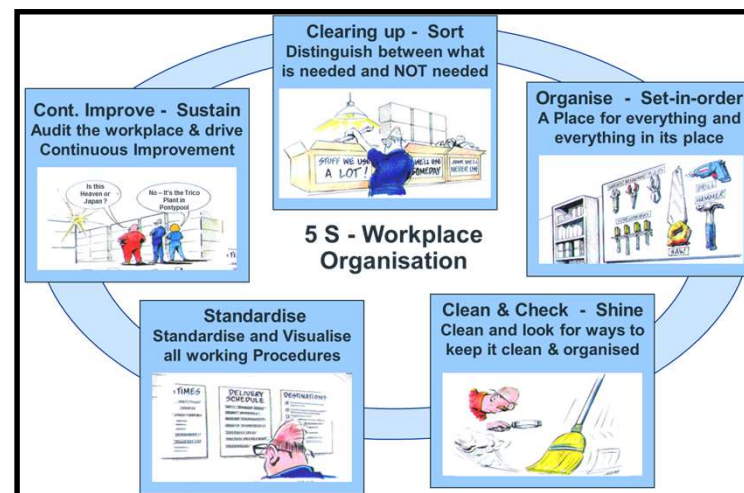 Clearing up - Sort
Distinguish between what
is needed and NOT needed
STUFF WE USE
A LOT!
WE'LL USE
SOMEDAY
NEVER USE
Organise - Set-in-order
A Place for everything and
everything in its place
DRILL
HAMMER
SAW
Clean & Check - Shine
Clean and look for ways to
keep it clean & organised
Standardise
Standardise and Visualise
all working Procedures
TIMES
DELIVERY
SCHEDULE
DESTINATIONS
Cont. Improve - Sustain
Audit the workplace & drive
Continuous Improvement
Is this
Heaven or
Japan ?
No – It's the Trico
Plant in
Pontypool
5 S - Workplace
Organisation